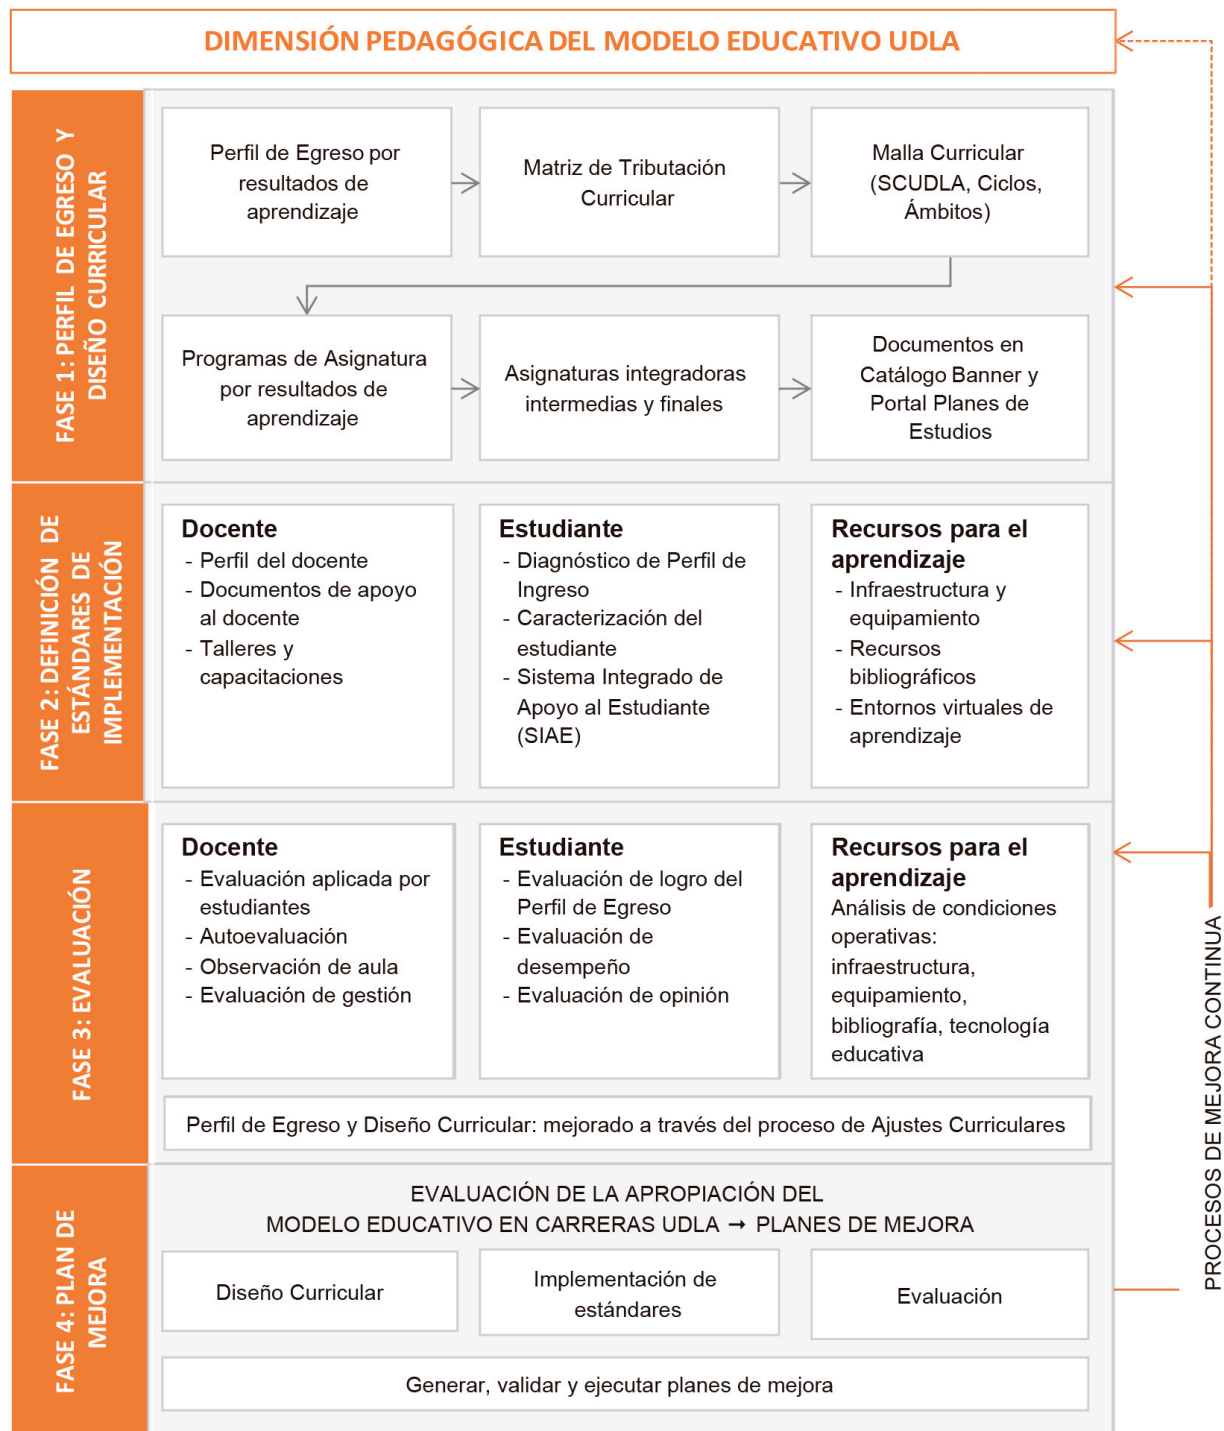 DIMENSIÓN PEDAGÓGICA DEL MODELO EDUCATIVO UDLA
FASE 1: PERFIL DE EGRESO Y
DISEÑO CURRICULAR
Perfil de Egreso por
resultados de
aprendizaje
Matriz de Tributación
Curricular
Malla Curricular
(SCUDLA, Ciclos,
Ámbitos)
Programas de Asignatura
por resultados de
aprendizaje
Asignaturas integradoras
intermedias y finales
Documentos en
Catálogo Banner y
Portal Planes de
Estudios
FASE 2: DEFINICIÓN DE
ESTÁNDARES DE
IMPLEMENTACIÓN
Docente
- Perfil del docente
- Documentos de apoyo
al docente
- Talleres y
capacitaciones
Estudiante
- Diagnóstico de Perfil de
Ingreso
- Caracterización del
estudiante
- Sistema Integrado de
Apoyo al Estudiante
(SIAE)
Recursos para el
aprendizaje
- Infraestructura y
equipamiento
- Recursos
bibliográficos
- Entornos virtuales de
aprendizaje
FASE 3: EVALUACIÓN
Docente
- Evaluación aplicada por
estudiantes
- Autoevaluación
- Observación de aula
- Evaluación de gestión
Estudiante
- Evaluación de logro del
Perfil de Egreso
- Evaluación de
desempeño
- Evaluación de opinión
Recursos para el
aprendizaje
Análisis de condiciones
operativas:
infraestructura,
equipamiento,
bibliografía, tecnología
educativa
Perfil de Egreso y Diseño Curricular: mejorado a través del proceso de Ajustes Curriculares
FASE 4: PLAN DE
MEJORA
EVALUACIÓN DE LA APROPIACIÓN DEL
MODELO EDUCATIVO EN CARRERAS UDLA → PLANES DE MEJORA
Diseño Curricular
Implementación de
estándares
Evaluación
Generar, validar y ejecutar planes de mejora
PROCESOS DE MEJORA CONTINUA